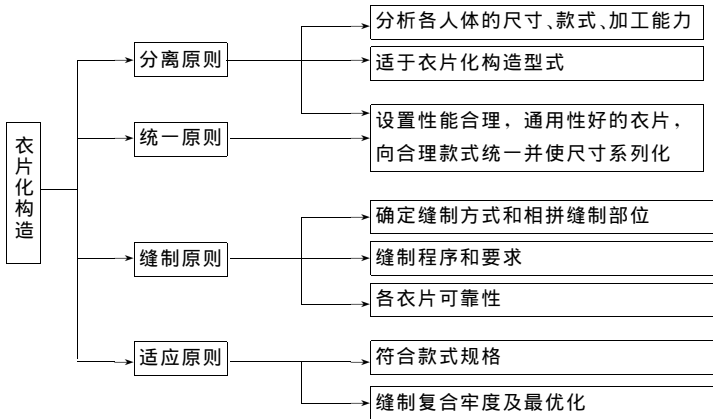 衣片化构造
分离原则
分析各人体的尺寸、款式、加工能力
适于衣片化构造型式
统一原则
设置性能合理，通用性好的衣片，
向合理款式统一并使尺寸系列化
缝制原则
确定缝制方式和相拼缝制部位
缝制程序和要求
各衣片可靠性
适应原则
符合款式规格
缝制复合牢度及最优化